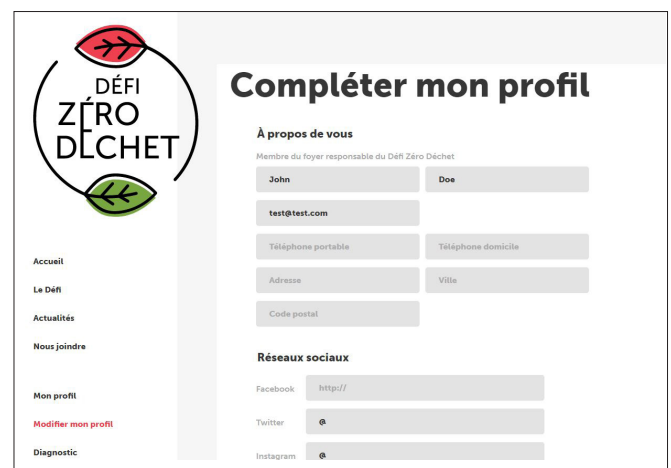 DÉFI
ZÉRO
DÉCHET
Accueil
Le Défi
Actualités
Nous joindre
Mon profil
Modifier mon profil
Diagnostic
Compléter mon profil
À propos de vous
Membre du foyer responsable du Défi Zéro Déchet
John Doe
test@test.com
Téléphone portable Téléphone domicile
Adresse Ville
Code postal
Réseaux sociaux
Facebook http://
Twitter @
Instagram @